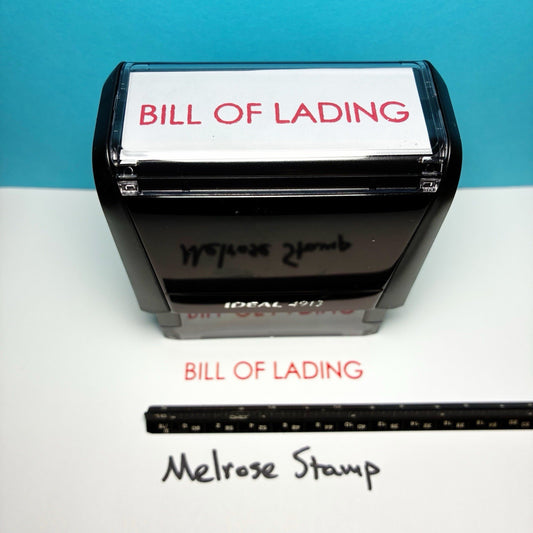 BILL OF LADING
IDEAL 4913
BILL OF LADING
Melrose Stamp